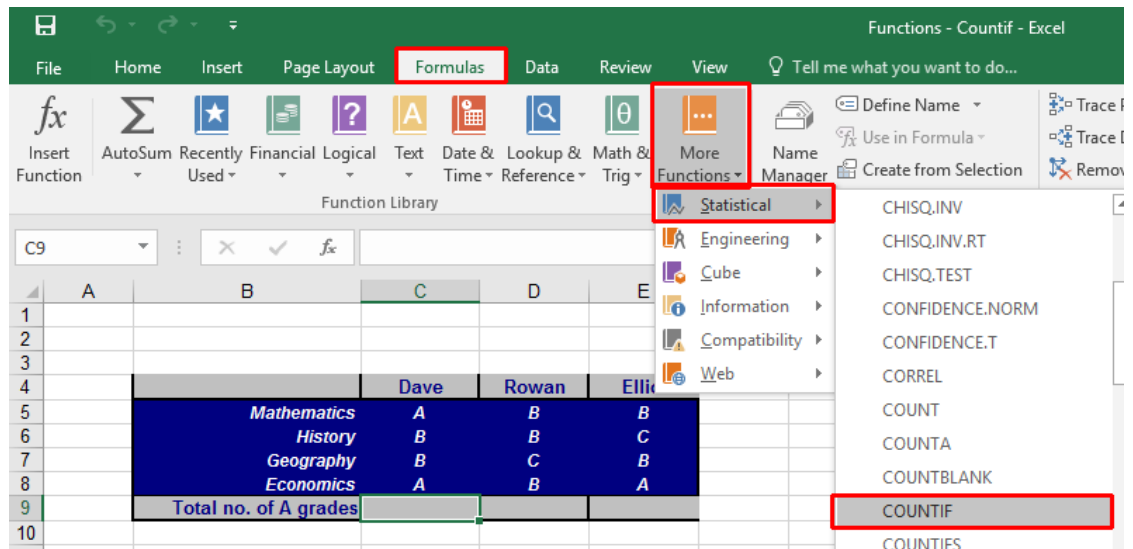 Functions - Countif - Excel
File Home Insert Page Layout Formulas Data Review View Tell me what you want to do...
fx Σ ? A θ ...
Insert Function
AutoSum
Recently Used
Financial
Logical
Text
Date & Time
Lookup & Reference
Math & Trig
More Functions
Name Manager
Define Name
Use in Formula
Create from Selection
Trace
Trace
Function Library
C9 fx
Statistical
Engineering
Cube
Information
Compatibility
Web
CHISQ.INV
CHISQ.INV.RT
CHISQ.TEST
CONFIDENCE.NORM
CONFIDENCE.T
CORREL
COUNT
COUNTA
COUNTBLANK
COUNTIF
COUNTIFS
A B C D E
1
2
3
4 Dave Rowan
5 Mathematics A B B
6 History B B C
7 Geography B C B
8 Economics A B A
9 Total no. of A grades
10